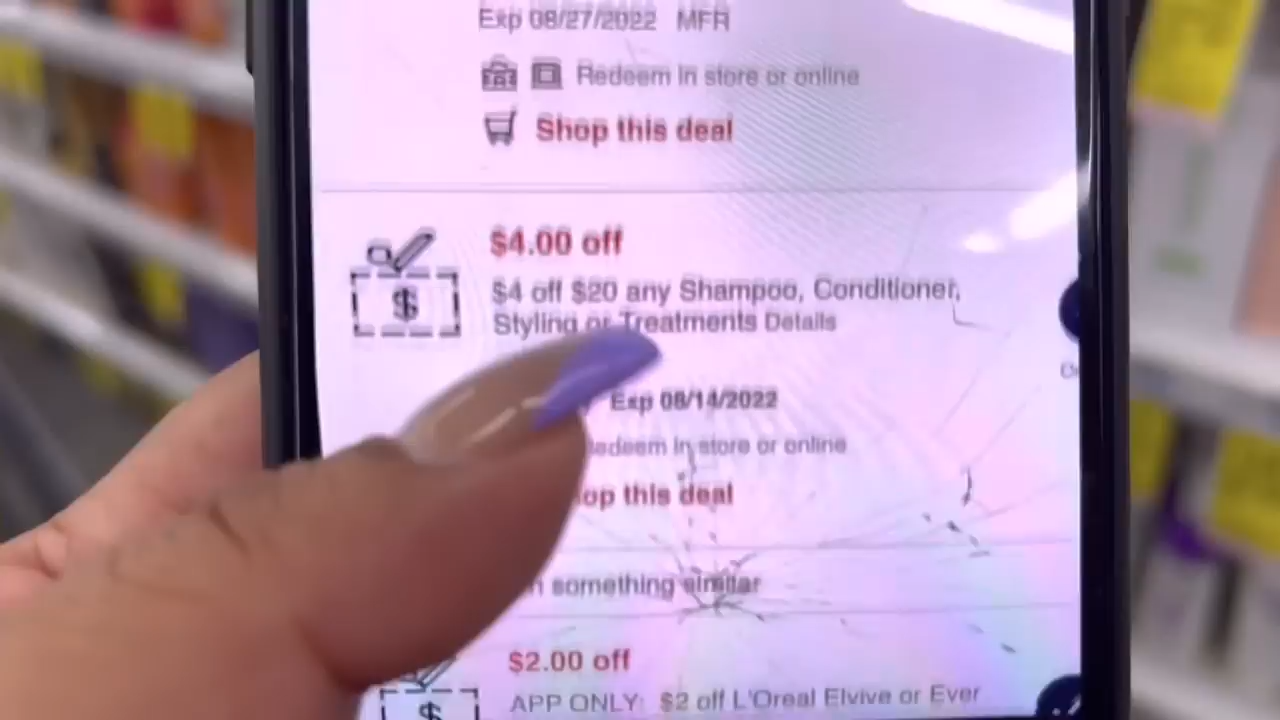 Exp 08/27/2022 MFR
Redeem in store or online
Shop this deal
$4.00 off
$
$4 off $20 any Shampoo, Conditioner,
Styling or Treatments Details
Exp 08/14/2022
Redeem in store or online
op this deal
something similar
$2.00 off
$
APP ONLY: $2 off L'Oreal Elvive or Ever